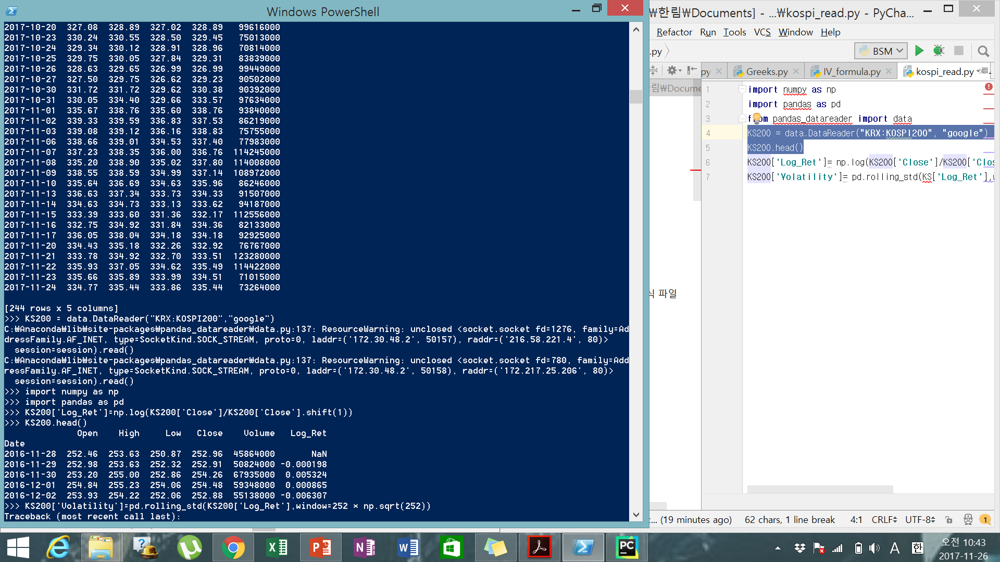 Windows PowerShell
2017-10-20  327.08  328.89  327.02  328.89   99616000
2017-10-23  330.24  330.55  328.50  329.45   75013000
2017-10-24  329.34  330.12  328.91  328.96   70814000
2017-10-25  329.75  330.05  327.84  329.31   83839000
2017-10-26  328.63  329.65  326.99  326.99   99449000
2017-10-27  327.50  329.75  326.62  329.23   90502000
2017-10-30  331.72  331.72  329.62  330.38   90392000
2017-10-31  330.05  334.40  329.66  333.57   97634000
2017-11-01  335.67  338.76  335.60  338.76   93840000
2017-11-02  339.33  339.59  336.83  337.53   86219000
2017-11-03  339.08  339.12  336.16  338.83   75755000
2017-11-06  338.66  339.01  334.53  337.40   77983000
2017-11-07  337.23  338.35  336.00  336.76  114245000
2017-11-08  335.20  338.90  335.02  337.80  114008000
2017-11-09  338.55  338.59  334.99  337.14  108972000
2017-11-10  335.64  336.69  334.63  335.96   86246000
2017-11-13  336.63  337.34  333.73  334.33   91507000
2017-11-14  334.63  334.73  333.13  333.62   94187000
2017-11-15  333.39  333.60  331.36  332.17  112556000
2017-11-16  332.75  334.92  331.84  334.36   82133000
2017-11-17  336.05  338.04  334.18  334.18   92925000
2017-11-20  334.43  335.18  332.26  332.92   76767000
2017-11-21  333.78  334.92  332.70  333.51  123280000
2017-11-22  335.93  337.05  334.62  335.49  114422000
2017-11-23  335.66  335.89  333.99  334.51   71015000
2017-11-24  334.77  335.44  333.86  335.44   73264000
[244 rows x 5 columns]
>>> KS200 = data.DataReader("KRX:KOSPI200","google")
C:₩Anaconda₩lib₩site-packages₩pandas_datareader₩data.py:137: ResourceWarning: unclosed <socket.socket fd=1276, family=Ad
dressFamily.AF_INET, type=SocketKind.SOCK_STREAM, proto=0, laddr=('172.30.48.2', 50157), raddr=('216.58.221.4', 80)>
  session=session).read()
C:₩Anaconda₩lib₩site-packages₩pandas_datareader₩data.py:137: ResourceWarning: unclosed <socket.socket fd=780, family=Add
ressFamily.AF_INET, type=SocketKind.SOCK_STREAM, proto=0, laddr=('172.30.48.2', 50158), raddr=('172.217.25.206', 80)>
  session=session).read()
>>> import numpy as np
>>> import pandas as pd
>>> KS200['Log_Ret']=np.log(KS200['Close']/KS200['Close'].shift(1))
>>> KS200.head()
Open    High     Low   Close    Volume   Log_Ret
Date
2016-11-28  252.46  253.63  250.87  252.96  45864000       NaN
2016-11-29  252.98  253.63  252.32  252.91  50824000 -0.000198
2016-11-30  253.20  255.00  252.86  254.26  67935000  0.005324
2016-12-01  254.84  255.23  254.06  254.48  59348000  0.000865
2016-12-02  253.93  254.22  252.06  252.88  55138000 -0.006307
>>> KS200['Volatility']=pd.rolling_std(KS200['Log_Ret'],window=252 * np.sqrt(252))
Traceback (most recent call last):
₩한림₩Documents] - ...₩kospi_read.py - PyCha...
Refactor Run Tools VCS Window Help
.py BSM
py Greeks.py IV_formula.py kospi_read.py
림₩Docume
식 파일
1 import numpy as np
2 import pandas as pd
3 from pandas_datareader import data
4 KS200 = data.DataReader("KRX:KOSPI200", "google")
5 KS200.head()
6 KS200['Log_Ret']= np.log(KS200['Close']/KS200['Clos
7 KS200['Volatility']= pd.rolling_std(KS['Log_Ret'],
c... (19 minutes ago) 62 chars, 1 line break 4:1 CRLF UTF-8 1
PC A 한
오전 10:43
2017-11-26